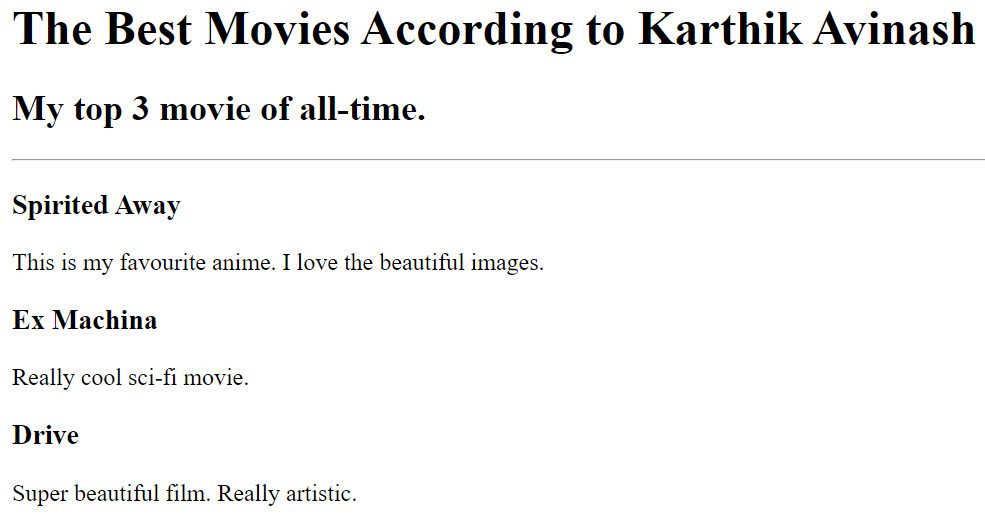 The Best Movies According to Karthik Avinash
My top 3 movie of all-time.
Spirited Away
This is my favourite anime. I love the beautiful images.
Ex Machina
Really cool sci-fi movie.
Drive
Super beautiful film. Really artistic.